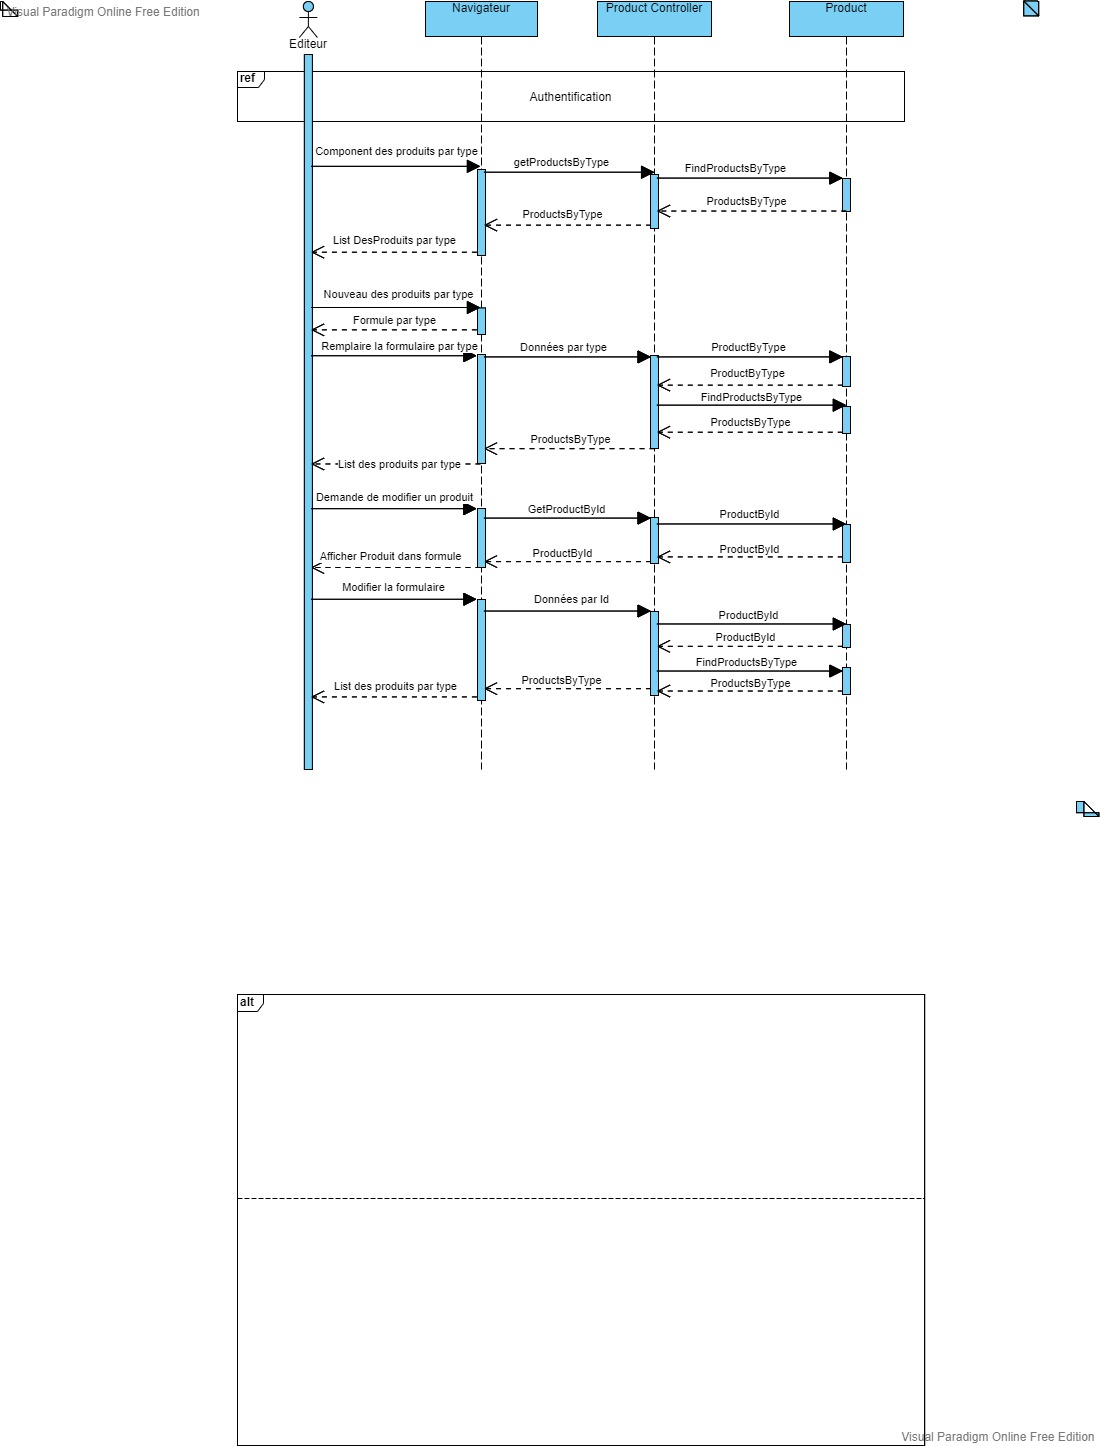 Visual Paradigm Online Free Edition
Navigateur
Product Controller
Product
Editeur
ref
Authentification
Component des produits par type
getProductsByType
FindProductsByType
ProductsByType
ProductsByType
List DesProduits par type
Nouveau des produits par type
Formule par type
Remplaire la formulaire par type
Données par type
ProductByType
ProductByType
FindProductsByType
ProductsByType
ProductsByType
List des produits par type
Demande de modifier un produit
GetProductById
ProductById
ProductById
ProductById
Afficher Produit dans formule
Modifier la formulaire
Données par Id
ProductById
ProductById
FindProductsByType
ProductsByType
ProductsByType
List des produits par type
alt
Visual Paradigm Online Free Edition